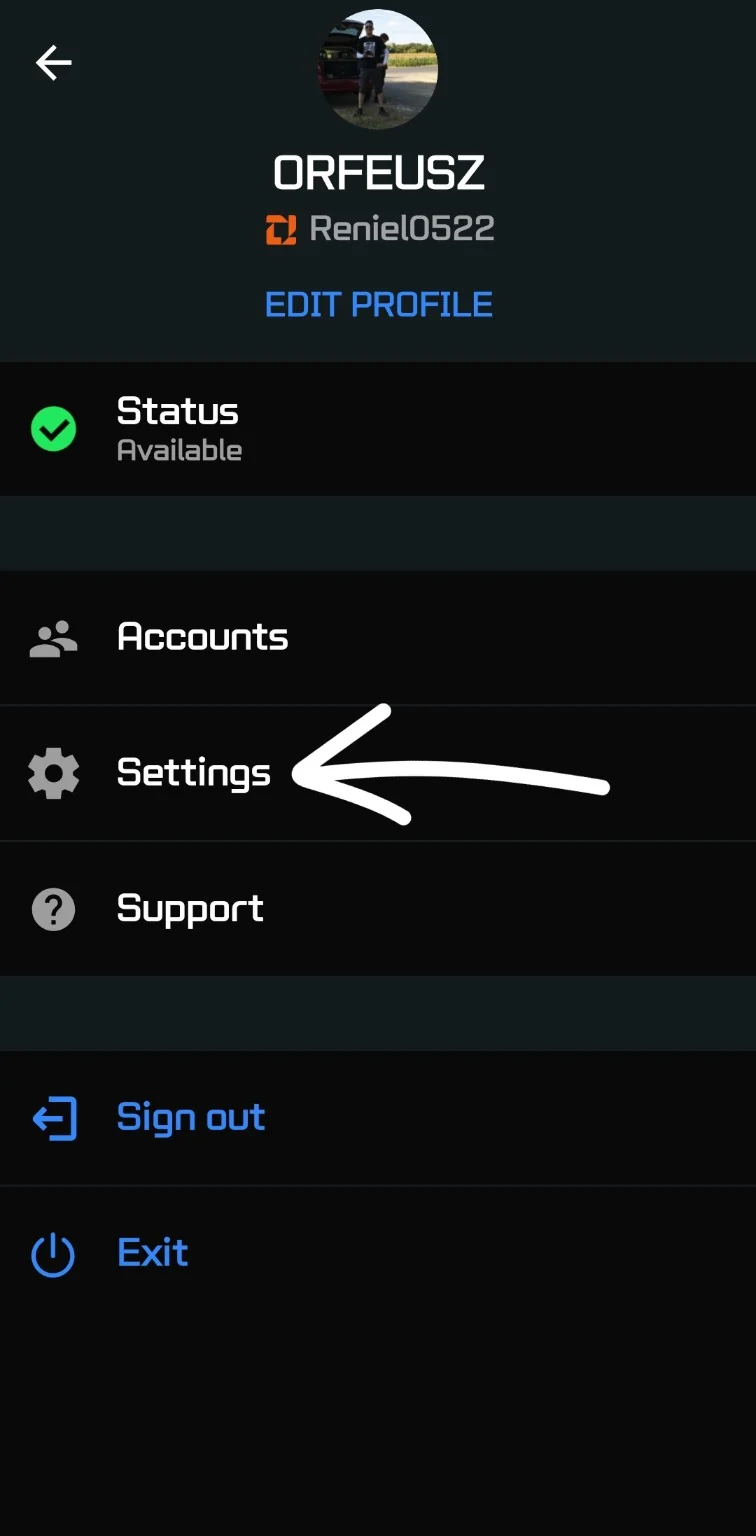 ORFEUSZ
Reniel0522
EDIT PROFILE
Status
Available
Accounts
Settings
Support
Sign out
Exit